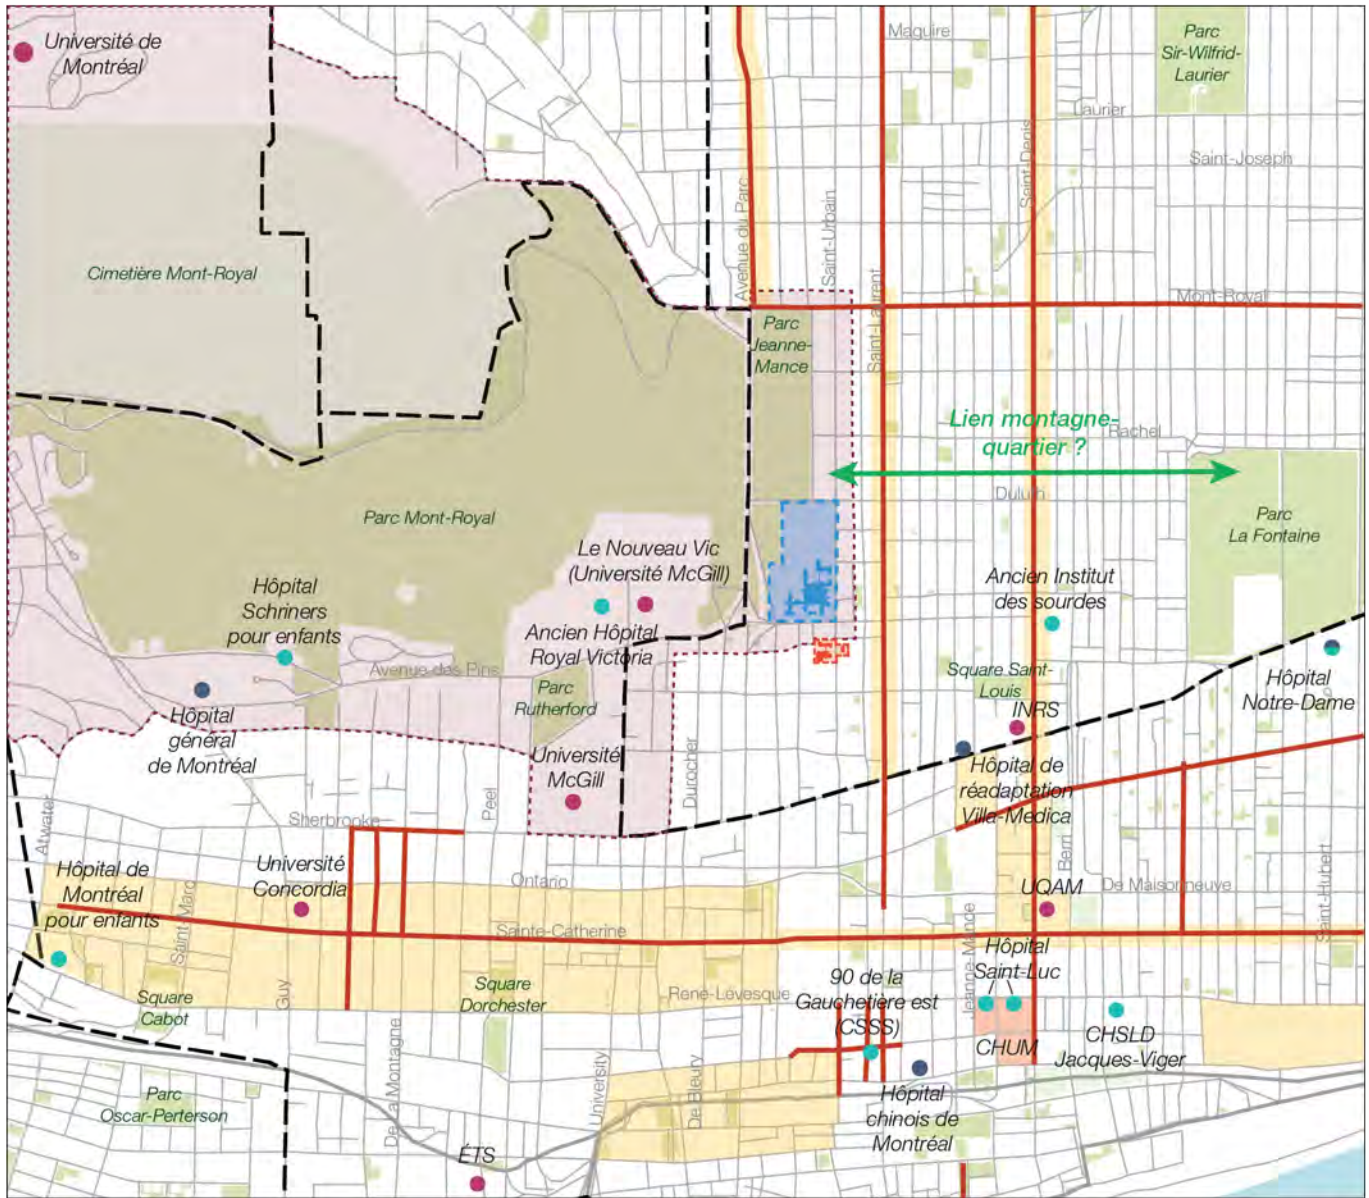 Université de
Montréal
Maguire
Parc
Sir-Wilfrid-
Laurier
Laurier
Saint-Joseph
Saint-Denis
Avenue du Parc
Saint-Urbain
Cimetière Mont-Royal
Saint-Laurent
Mont-Royal
Parc
Jeanne-
Mance
Lien montagne-
quartier ?
Rachel
Duluth
Parc Mont-Royal
Parc
La Fontaine
Le Nouveau Vic
(Université McGill)
Hôpital
Schriners
pour enfants
Ancien Institut
des sourdes
Ancien Hôpital
Royal Victoria
Avenue des Pins
Parc
Rutherford
Square Saint-
Louis
INRS
Hôpital
Notre-Dame
Hôpital
général
de Montréal
Université
McGill
Durocher
Hôpital de
réadaptation
Villa-Medica
Peel
Sherbrooke
Atwater
Berri
Saint-Hubert
Hôpital de
Montréal
pour enfants
Saint-Marc
Université
Concordia
Ontario
UQAM
De Maisonneuve
Sainte-Catherine
Jeanne-Mance
Hôpital
Saint-Luc
90 de la
Gauchetière est
(CSSS)
Square
Cabot
Guy
Square
Dorchester
René-Lévesque
CHUM
CHSLD
Jacques-Viger
Parc
Oscar-Perterson
De La Montagne
University
De Bleury
Hôpital
chinois de
Montréal
ÉTS